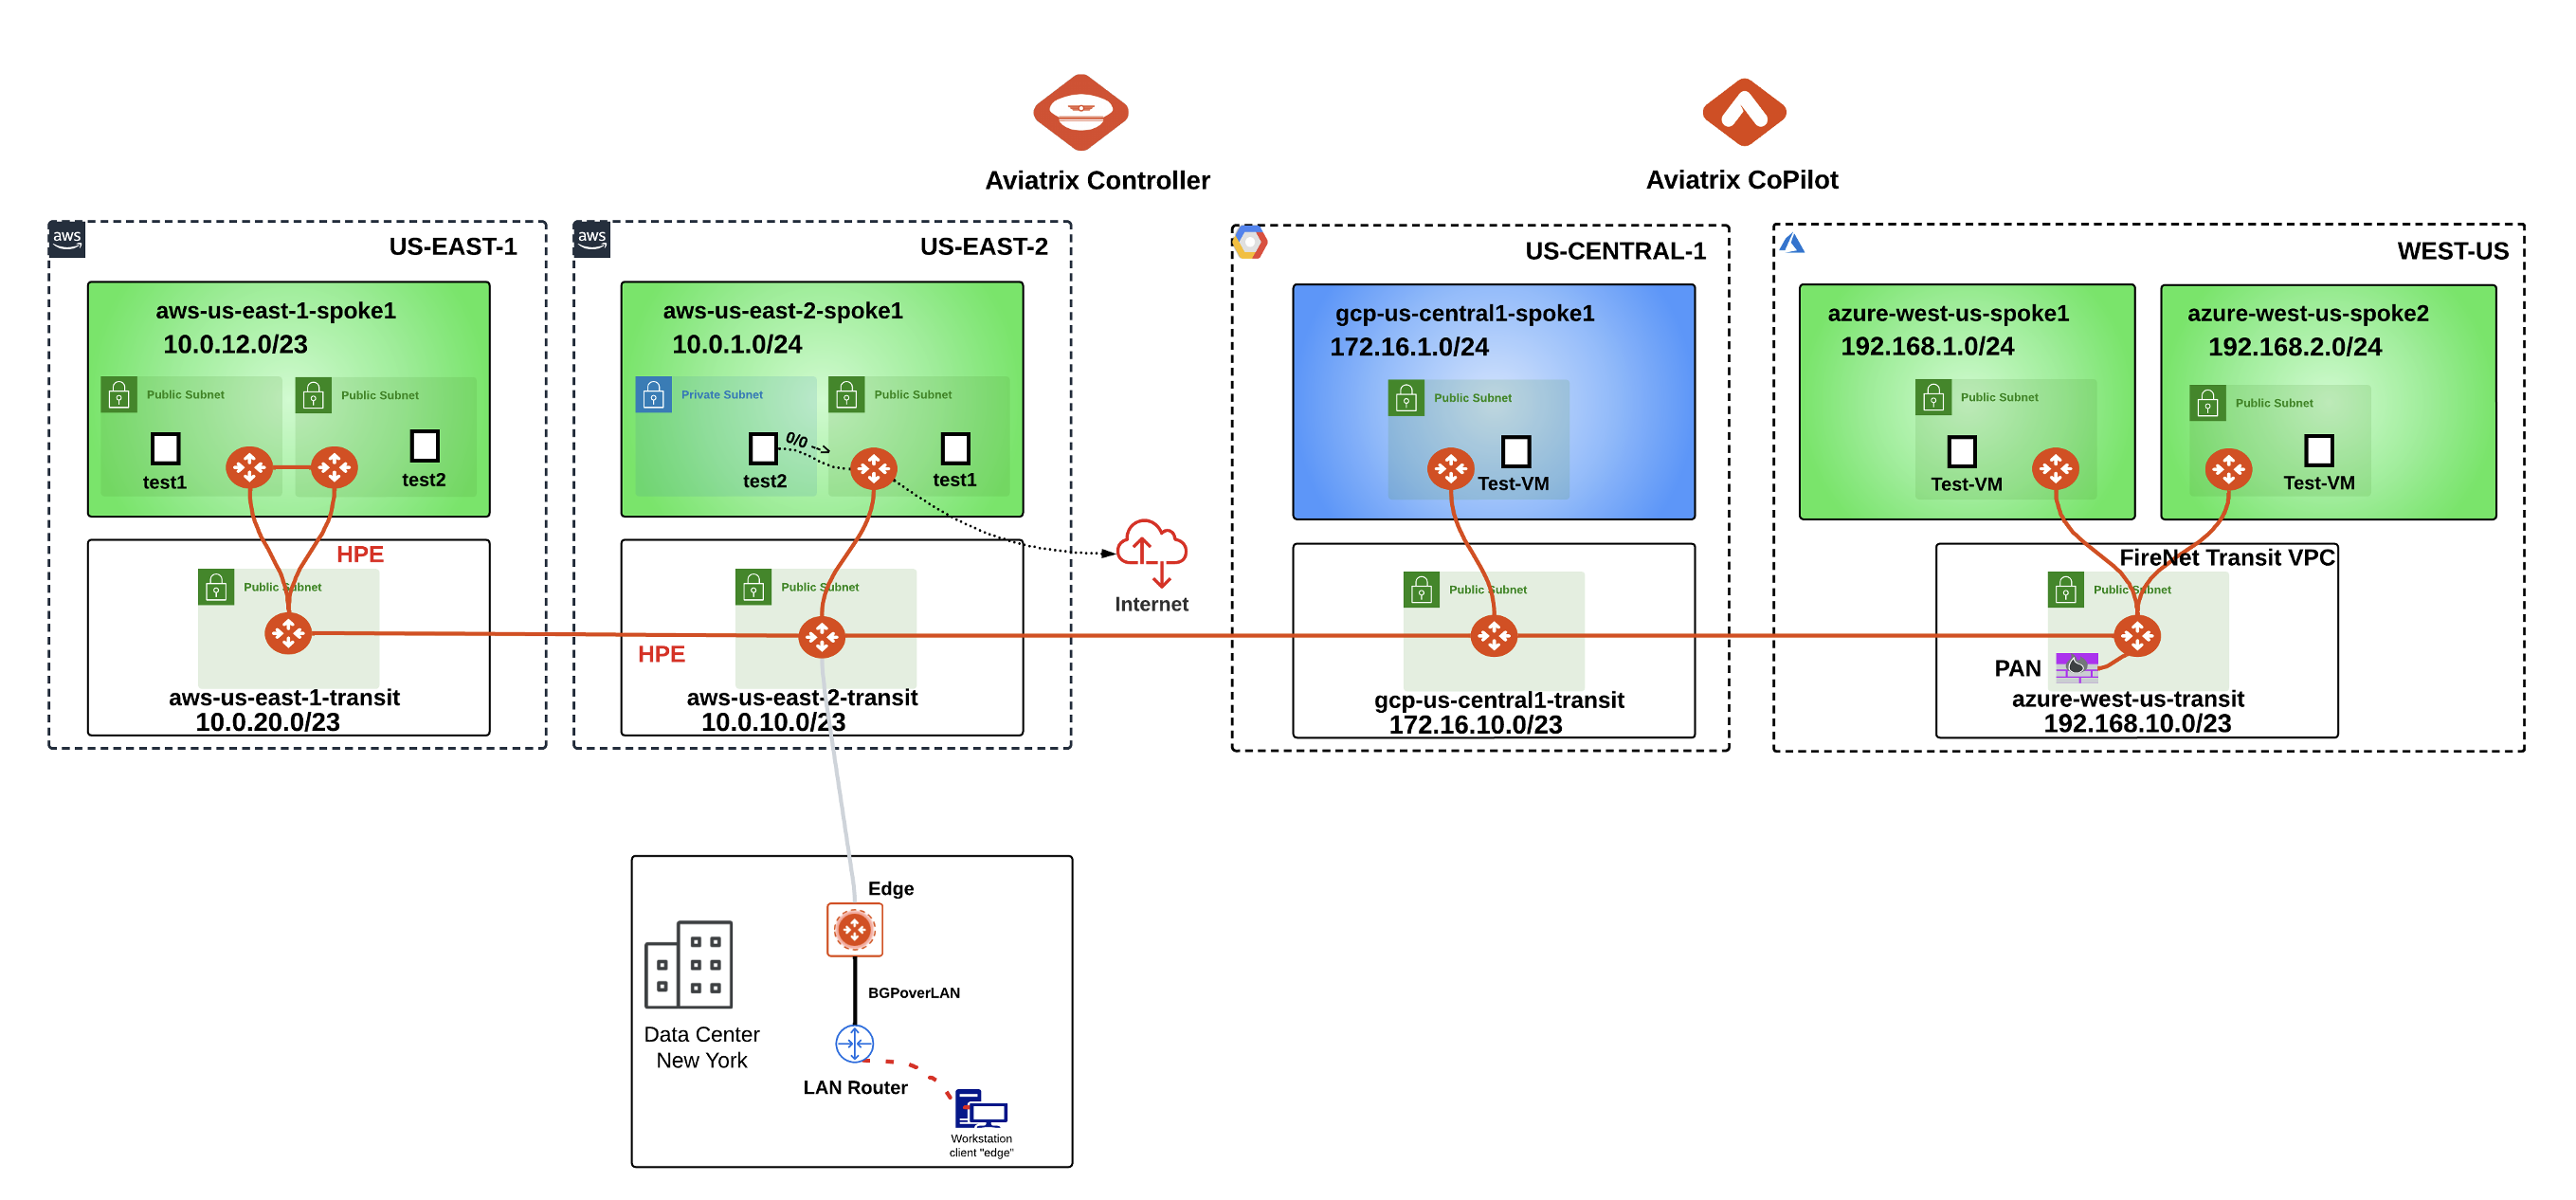 Aviatrix Controller
Aviatrix CoPilot
aws
US-EAST-1
aws-us-east-1-spoke1
10.0.12.0/23
Public Subnet
Public Subnet
test1
test2
HPE
Public Subnet
aws-us-east-1-transit
10.0.20.0/23
aws
US-EAST-2
aws-us-east-2-spoke1
10.0.1.0/24
Private Subnet
Public Subnet
0/0 -->
test2
test1
Public Subnet
HPE
aws-us-east-2-transit
10.0.10.0/23
Internet
US-CENTRAL-1
gcp-us-central1-spoke1
172.16.1.0/24
Public Subnet
Test-VM
Public Subnet
gcp-us-central1-transit
172.16.10.0/23
WEST-US
azure-west-us-spoke1
192.168.1.0/24
Public Subnet
Test-VM
azure-west-us-spoke2
192.168.2.0/24
Public Subnet
Test-VM
FireNet Transit VPC
Public Subnet
PAN
azure-west-us-transit
192.168.10.0/23
Edge
BGPoverLAN
Data Center
New York
LAN Router
Workstation
client "edge"